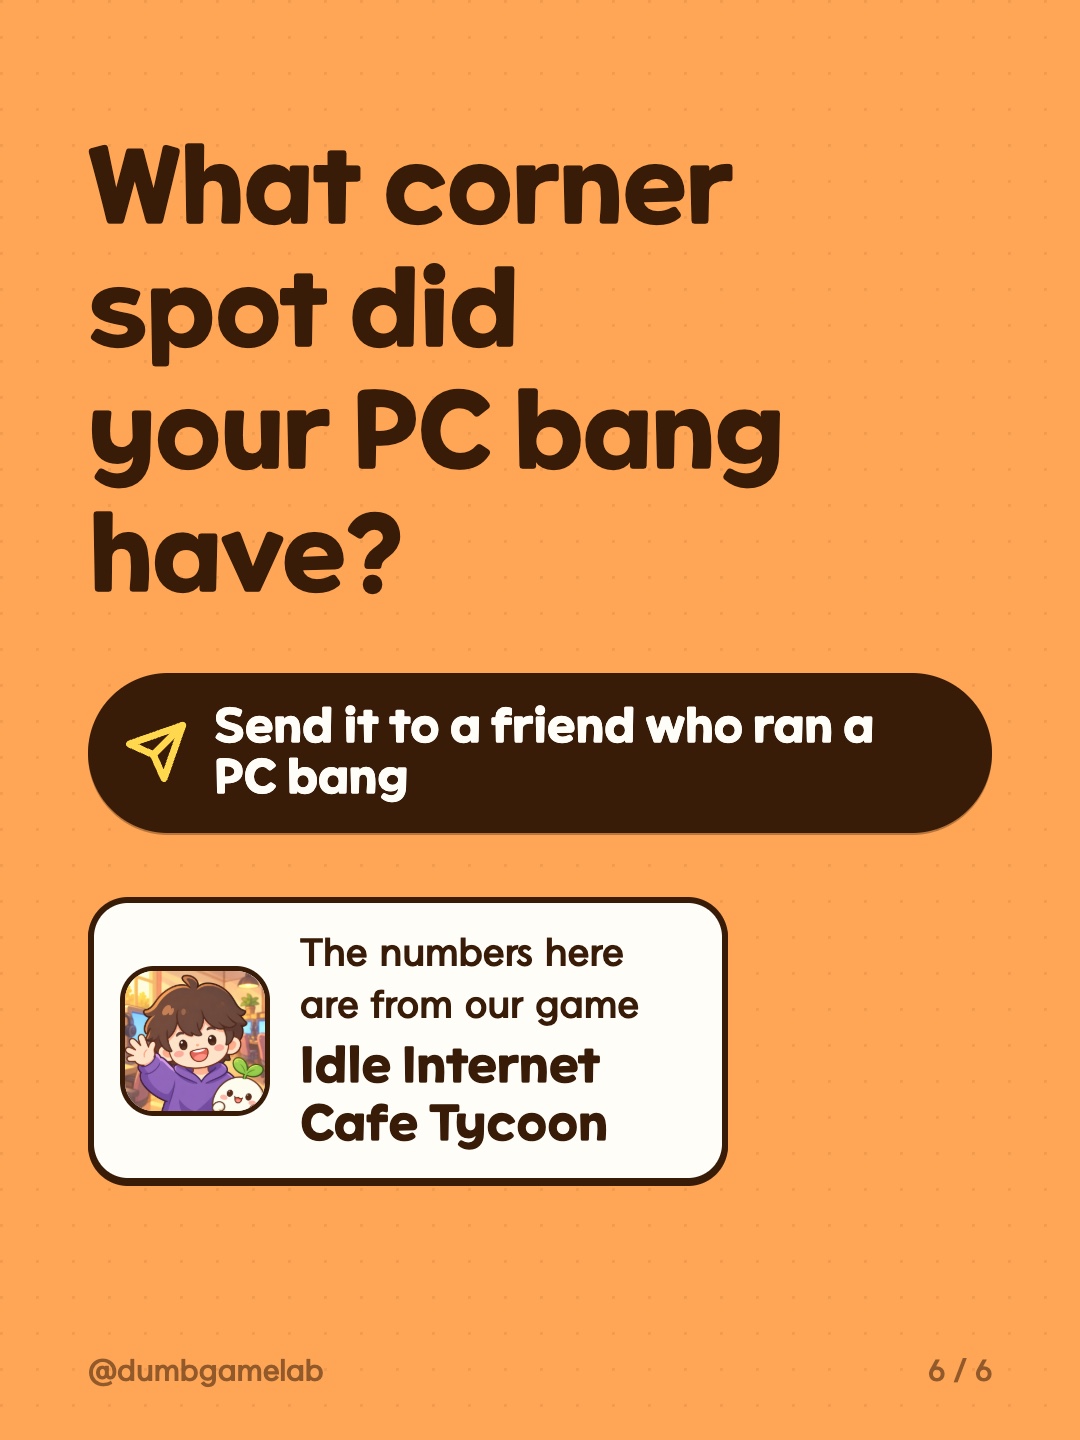 What corner
spot did
your PC bang
have?
Send it to a friend who ran a
PC bang
The numbers here
are from our game
Idle Internet
Cafe Tycoon
@dumbgamelab
6 / 6